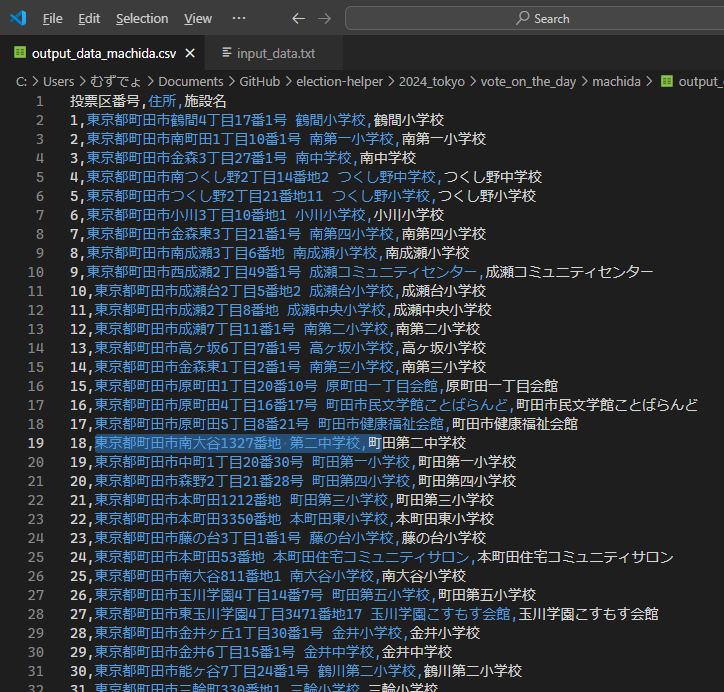 File Edit Selection View ··· ← → Search
output_data_machida.csv × input_data.txt
C: > Users > むずでょ > Documents > GitHub > election-helper > 2024_tokyo > vote_on_the_day > machida > output_
1 投票区番号,住所,施設名
2 1,東京都町田市鶴間4丁目17番1号 鶴間小学校,鶴間小学校
3 2,東京都町田市南町田1丁目10番1号 南第一小学校,南第一小学校
4 3,東京都町田市金森3丁目27番1号 南中学校,南中学校
5 4,東京都町田市南つくし野2丁目14番地2 つくし野中学校,つくし野中学校
6 5,東京都町田市つくし野2丁目21番地11 つくし野小学校,つくし野小学校
7 6,東京都町田市小川3丁目10番地1 小川小学校,小川小学校
8 7,東京都町田市金森東3丁目21番1号 南第四小学校,南第四小学校
9 8,東京都町田市南成瀬3丁目6番地 南成瀬小学校,南成瀬小学校
10 9,東京都町田市西成瀬2丁目49番1号 成瀬コミュニティセンター,成瀬コミュニティセンター
11 10,東京都町田市成瀬台2丁目5番地2 成瀬台小学校,成瀬台小学校
12 11,東京都町田市成瀬2丁目8番地 成瀬中央小学校,成瀬中央小学校
13 12,東京都町田市成瀬7丁目11番1号 南第二小学校,南第二小学校
14 13,東京都町田市高ヶ坂6丁目7番1号 高ヶ坂小学校,高ヶ坂小学校
15 14,東京都町田市金森東1丁目2番1号 南第三小学校,南第三小学校
16 15,東京都町田市原町田1丁目20番10号 原町田一丁目会館,原町田一丁目会館
17 16,東京都町田市原町田4丁目16番17号 町田市民文学館ことばらんど,町田市民文学館ことばらんど
18 17,東京都町田市原町田5丁目8番21号 町田市健康福祉会館,町田市健康福祉会館
19 18,東京都町田市南大谷1327番地·第二中学校,町田第二中学校
20 19,東京都町田市中町1丁目20番30号 町田第一小学校,町田第一小学校
21 20,東京都町田市森野2丁目21番28号 町田第四小学校,町田第四小学校
22 21,東京都町田市本町田1212番地 町田第三小学校,町田第三小学校
23 22,東京都町田市本町田3350番地 本町田東小学校,本町田東小学校
24 23,東京都町田市藤の台3丁目1番1号 藤の台小学校,藤の台小学校
25 24,東京都町田市本町田53番地 本町田住宅コミュニティサロン,本町田住宅コミュニティサロン
26 25,東京都町田市南大谷811番地1 南大谷小学校,南大谷小学校
27 26,東京都町田市玉川学園4丁目14番7号 町田第五小学校,町田第五小学校
28 27,東京都町田市東玉川学園4丁目3471番地17 玉川学園こすもす会館,玉川学園こすもす会館
29 28,東京都町田市金井ヶ丘1丁目30番1号 金井小学校,金井小学校
30 29,東京都町田市金井6丁目15番1号 金井中学校,金井中学校
31 30,東京都町田市能ヶ谷7丁目24番1号 鶴川第二小学校,鶴川第二小学校
32 31,東京都町田市三輪町330番地1 三輪小学校,三輪小学校